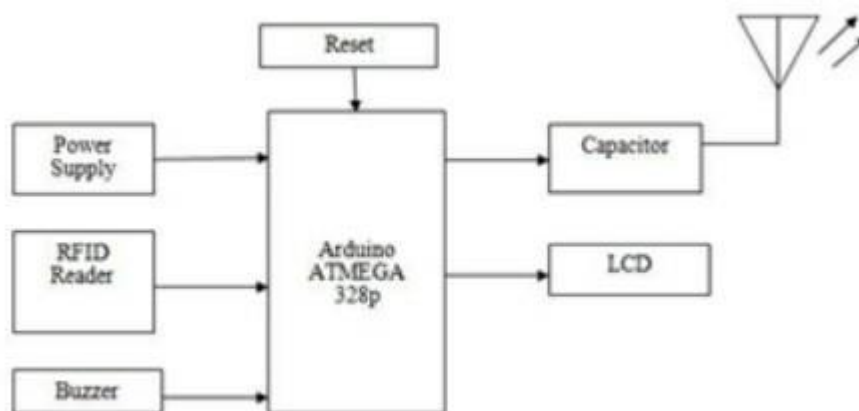 Reset
Power
Supply
Capacitor
RFID
Reader
Arduino
ATMEGA
328p
LCD
Buzzer